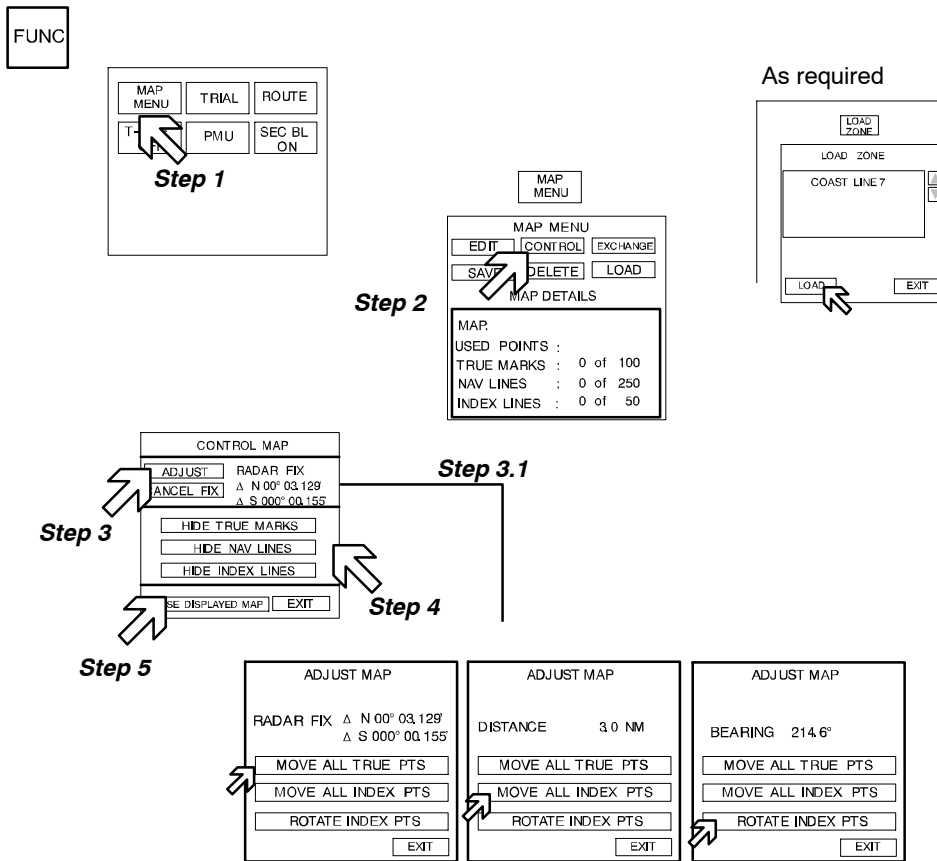 FUNC
MAP
MENU
TRIAL
ROUTE
T-
PMU
SEC BL
ON
Step 1
As required
LOAD
ZONE
LOAD ZONE
COAST LINE 7
LOAD
EXIT
MAP
MENU
MAP MENU
EDIT CONTROL EXCHANGE
SAVE DELETE LOAD
Step 2
MAP DETAILS
MAP:
USED POINTS :
TRUE MARKS : 0 of 100
NAV LINES : 0 of 250
INDEX LINES : 0 of 50
CONTROL MAP
ADJUST RADAR FIX
ANCEL FIX Δ N 00° 03.129'
Δ S 000° 00.155'
Step 3.1
Step 3
HIDE TRUE MARKS
HIDE NAV LINES
HIDE INDEX LINES
Step 4
SE DISPLAYED MAP EXIT
Step 5
ADJUST MAP
RADAR FIX Δ N 00° 03.129'
Δ S 000° 00.155'
MOVE ALL TRUE PTS
MOVE ALL INDEX PTS
ROTATE INDEX PTS
EXIT
ADJUST MAP
DISTANCE 3.0 NM
MOVE ALL TRUE PTS
MOVE ALL INDEX PTS
ROTATE INDEX PTS
EXIT
ADJUST MAP
BEARING 214.6°
MOVE ALL TRUE PTS
MOVE ALL INDEX PTS
ROTATE INDEX PTS
EXIT